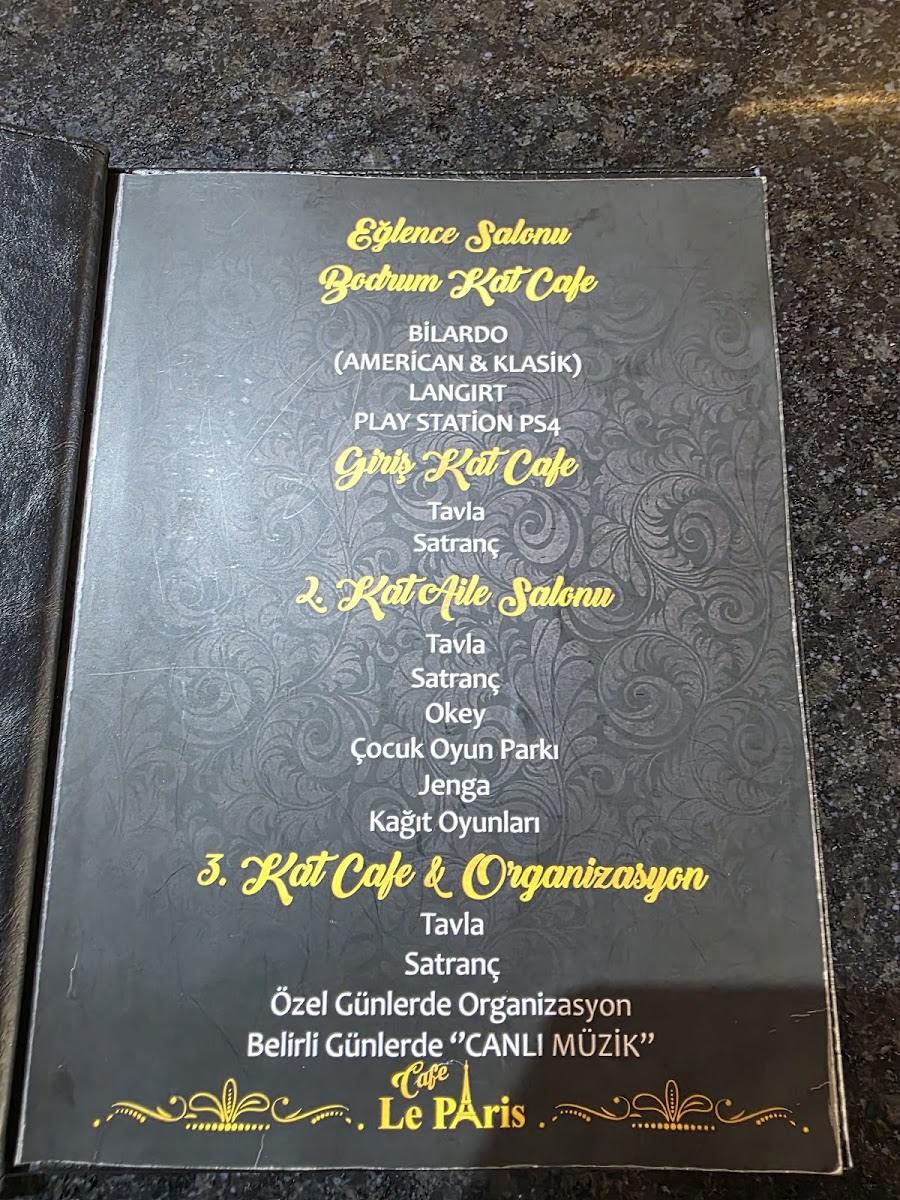 Eğlence Salonu
Bodrum Kat Cafe
BİLARDO
(AMERİCAN & KLASİK)
LANGIRT
PLAY STATİON PS4
Giriş Kat Cafe
Tavla
Satranç
2. Kat Aile Salonu
Tavla
Satranç
Okey
Çocuk Oyun Parkı
Jenga
Kağıt Oyunları
3. Kat Cafe & Organizasyon
Tavla
Satranç
Özel Günlerde Organizasyon
Belirli Günlerde ‘’CANLI MÜZİK’’
Cafe
Le PAris